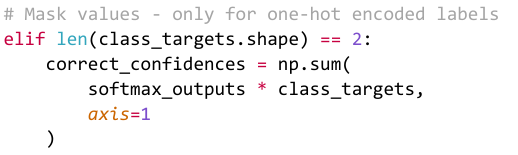 # Mask values - only for one-hot encoded labels
elif len(class_targets.shape) == 2:
    correct_confidences = np.sum(
        softmax_outputs * class_targets,
        axis=1
    )